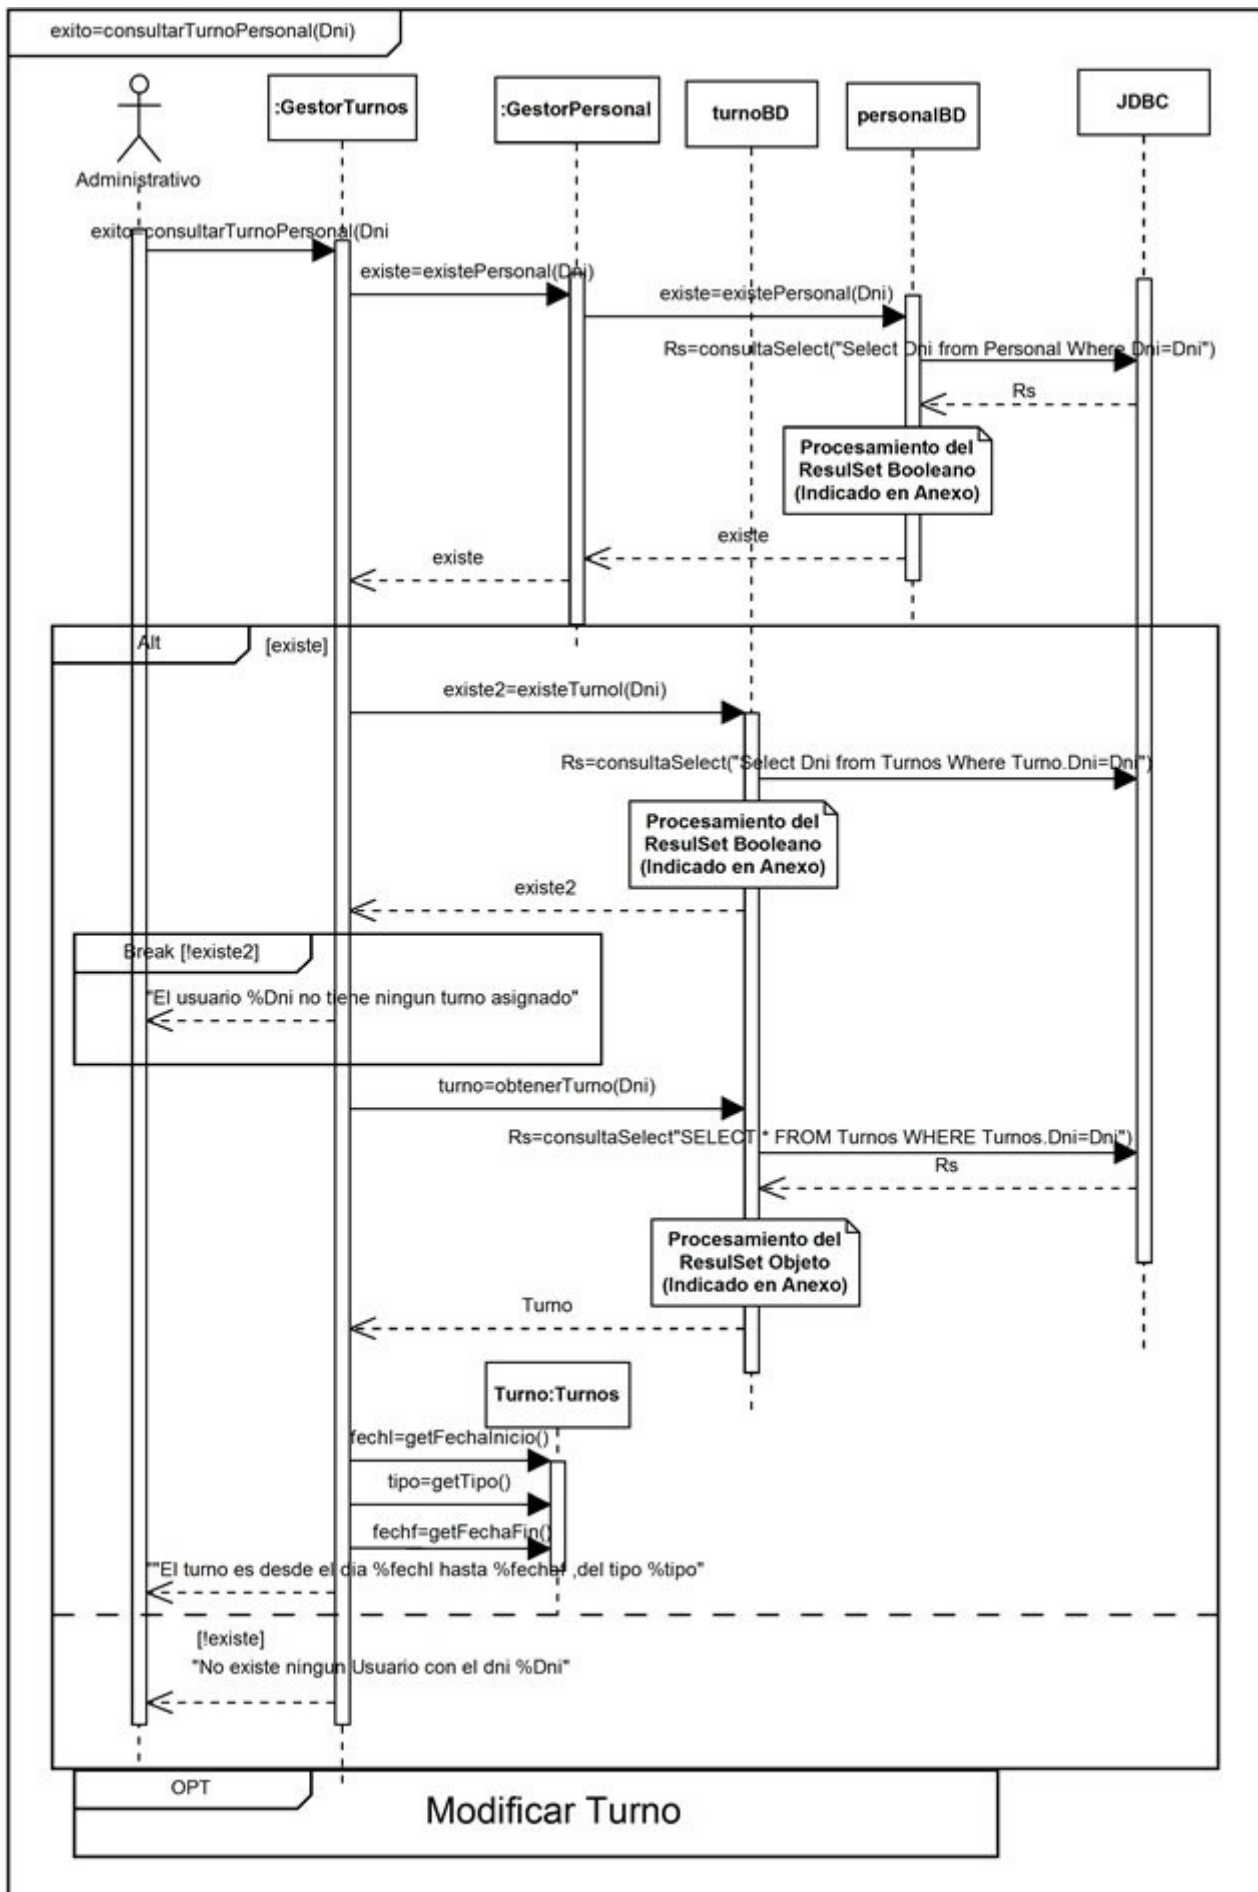 exito=consultarTurnoPersonal(Dni)
:GestorTurnos
:GestorPersonal
turnoBD
personalBD
JDBC
Administrativo
exito=consultarTurnoPersonal(Dni
existe=existePersonal(Dni)
existe=existePersonal(Dni)
Rs=consultaSelect("Select Dni from Personal Where Dni=Dni")
Rs
Procesamiento del
ResulSet Booleano
(Indicado en Anexo)
existe
existe
Alt
[existe]
existe2=existeTurnol(Dni)
Rs=consultaSelect("Select Dni from Turnos Where Turno.Dni=Dni")
Procesamiento del
ResulSet Booleano
(Indicado en Anexo)
existe2
Break [!existe2]
"El usuario %Dni no tiene ningun turno asignado"
turno=obtenerTurno(Dni)
Rs=consultaSelect"SELECT * FROM Turnos WHERE Turnos.Dni=Dni")
Rs
Procesamiento del
ResulSet Objeto
(Indicado en Anexo)
Turno
Turno:Turnos
fechI=getFechaInicio()
tipo=getTipo()
fechf=getFechaFin()
""El turno es desde el dia %fechI hasta %fechaf ,del tipo %tipo"
[!existe]
"No existe ningun Usuario con el dni %Dni"
OPT
Modificar Turno